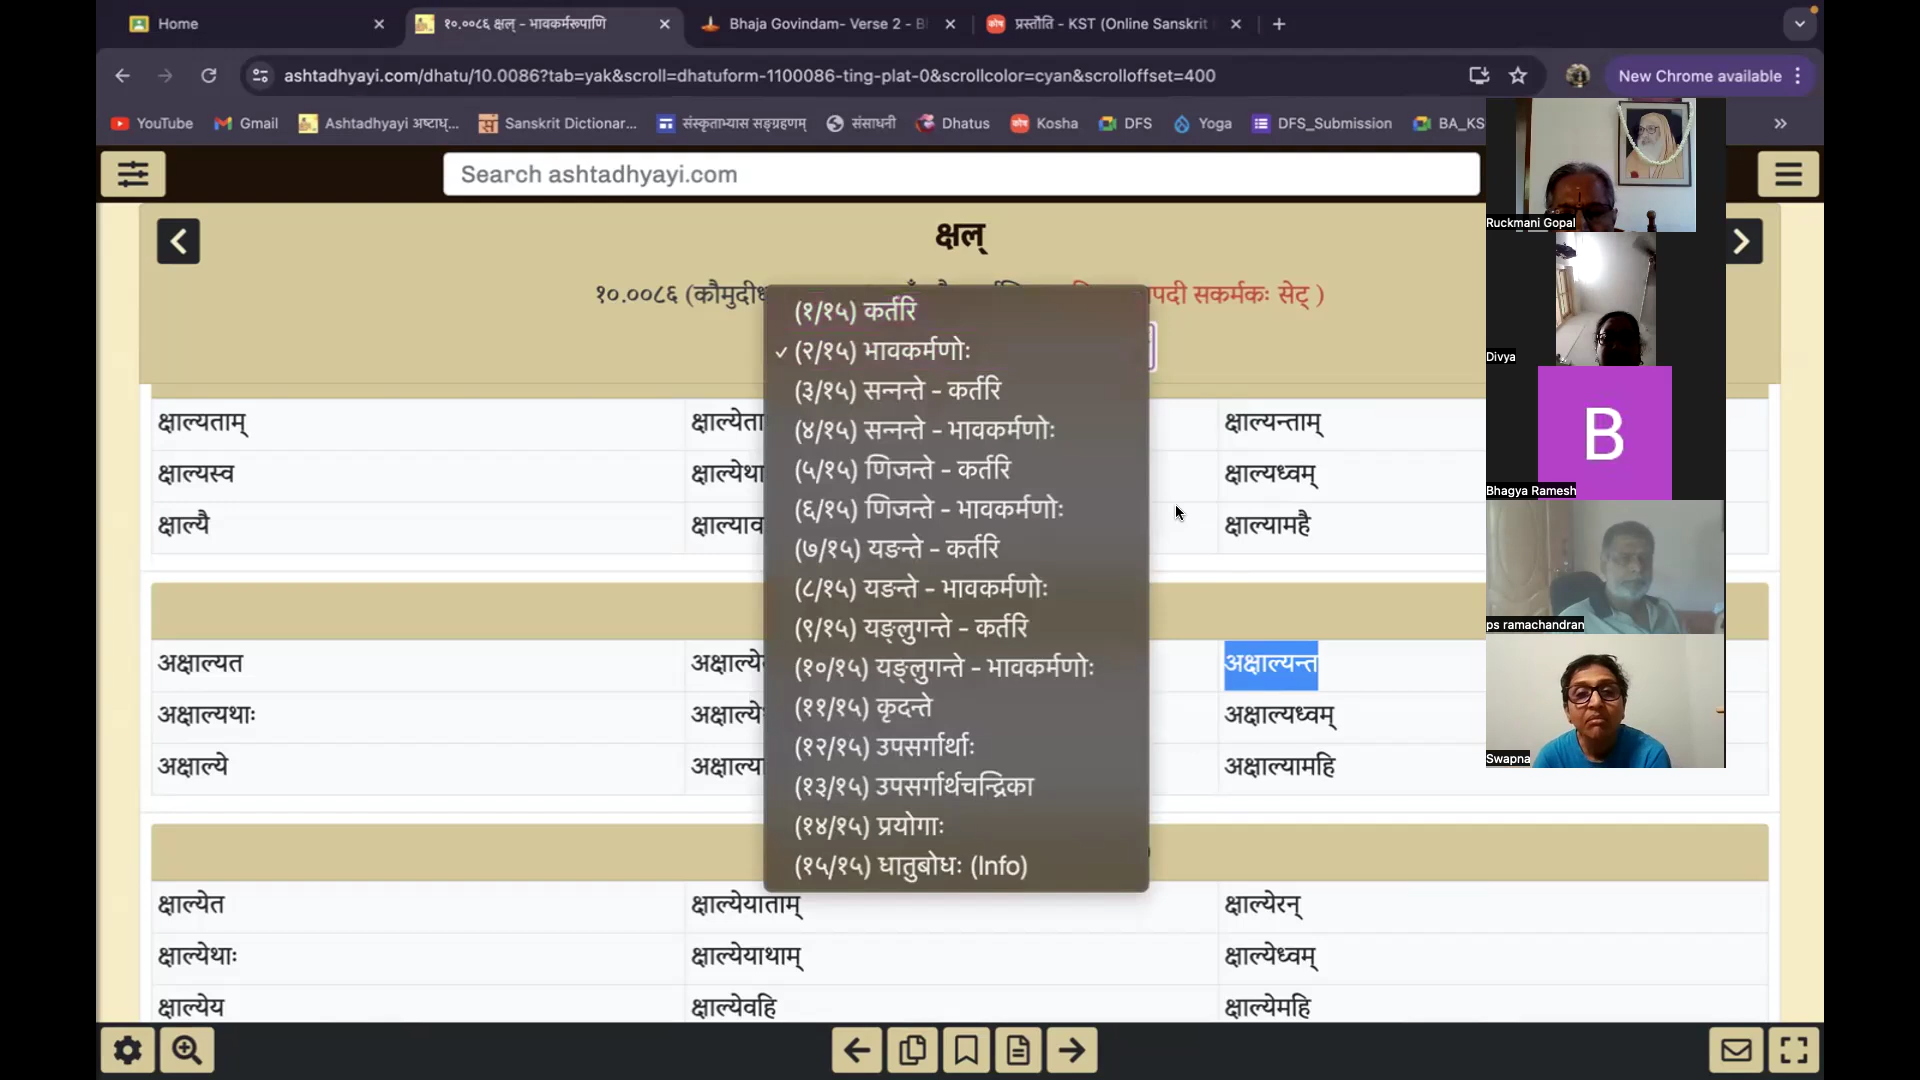 Home
१०.००८६ क्षल् - भावकर्मरूपाणि
Bhaja Govindam- Verse 2 - B
प्रस्तौति - KST (Online Sanskrit
ashtadhyayi.com/dhatu/10.0086?tab=yak&scroll=dhatuform-1100086-ting-plat-0&scrollcolor=cyan&scrolloffset=400
New Chrome available
YouTube
Gmail
Ashtadhyayi अष्टाध्...
Sanskrit Dictionar...
संस्कृताभ्यास सङ्ग्रहणम्
संसाधनी
Dhatus
Kosha
DFS
Yoga
DFS_Submission
BA_KS
Search ashtadhyayi.com
क्षल्
१०.००८६ (कौमुदीध
पदी सकर्मकः सेट् )
(१/१५) कर्तरि
✓ (२/१५) भावकर्मणोः
(३/१५) सन्नन्ते - कर्तरि
(४/१५) सन्नन्ते - भावकर्मणोः
(५/१५) णिजन्ते - कर्तरि
(६/१५) णिजन्ते - भावकर्मणोः
(७/१५) यङन्ते - कर्तरि
(८/१५) यङन्ते - भावकर्मणोः
(९/१५) यङ्लुगन्ते - कर्तरि
(१०/१५) यङ्लुगन्ते - भावकर्मणोः
(११/१५) कृदन्ते
(१२/१५) उपसर्गार्थाः
(१३/१५) उपसर्गार्थचन्द्रिका
(१४/१५) प्रयोगाः
(१५/१५) धातुबोधः (Info)
क्षाल्यताम् क्षाल्येता क्षाल्यन्ताम्
क्षाल्यस्व क्षाल्येथा क्षाल्यध्वम्
क्षाल्यै क्षाल्याव क्षाल्यामहै
अक्षाल्यत अक्षाल्ये अक्षाल्यन्त
अक्षाल्यथाः अक्षाल्ये अक्षाल्यध्वम्
अक्षाल्ये अक्षाल्या अक्षाल्यामहि
क्षाल्येत क्षाल्येयाताम् क्षाल्येरन्
क्षाल्येथाः क्षाल्येयाथाम् क्षाल्येध्वम्
क्षाल्येय क्षाल्येवहि क्षाल्येमहि
Ruckmani Gopal
Divya
B
Bhagya Ramesh
ps ramachandran
Swapna